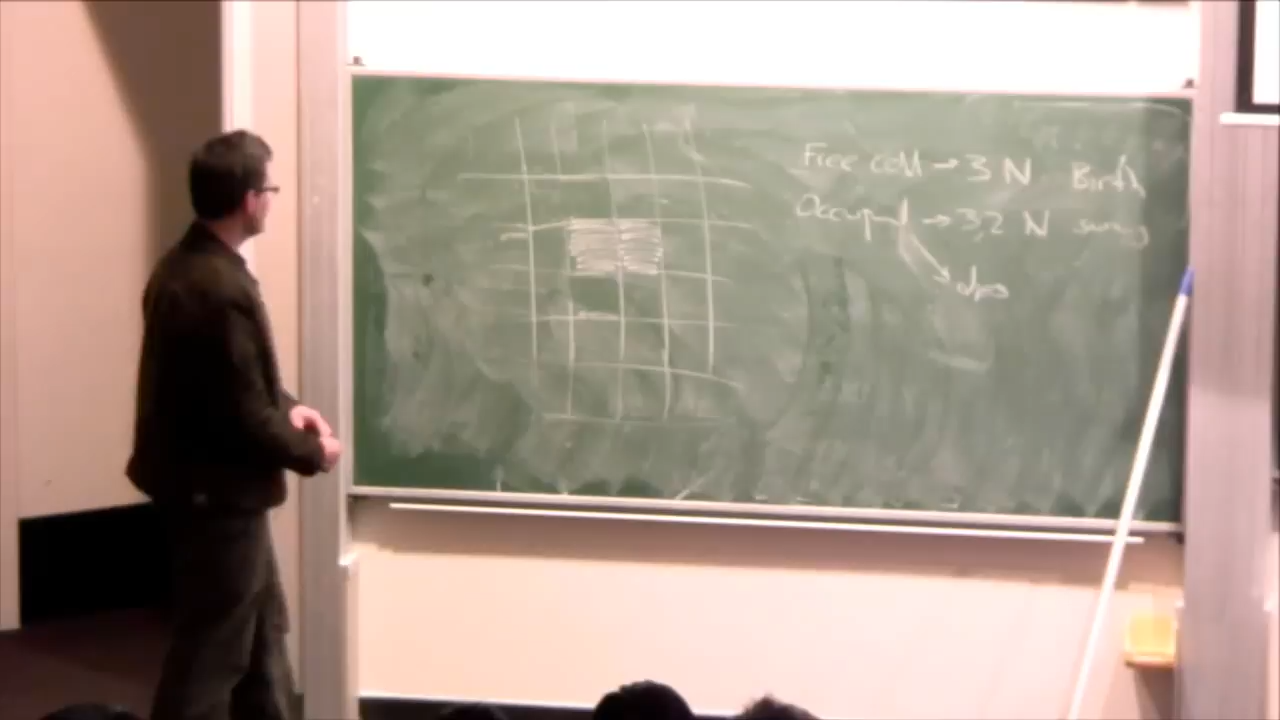 Free cell → 3 N Birth
Occupied → 3,2 N